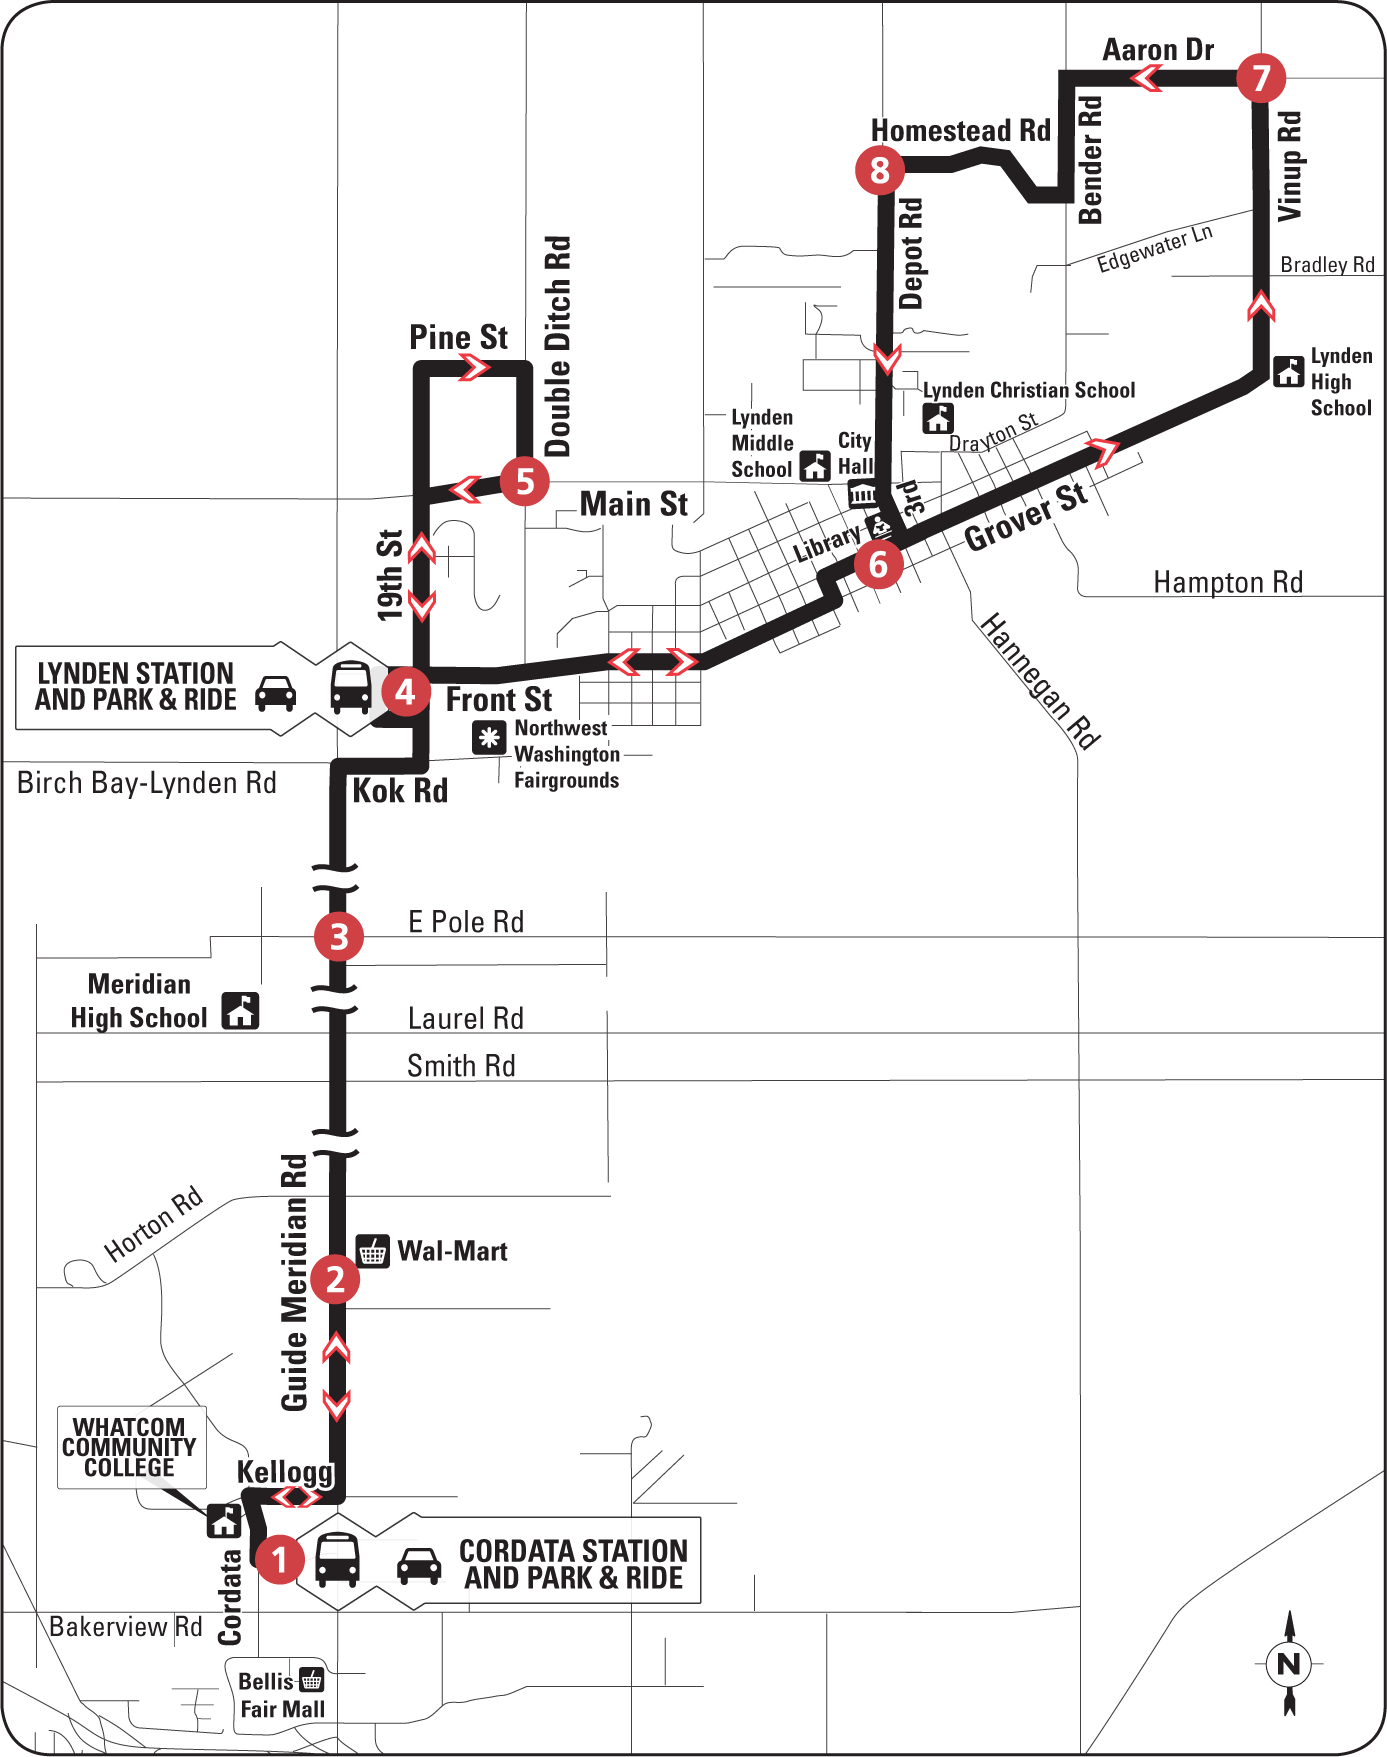 Aaron Dr
7
Homestead Rd
Bender Rd
Vinup Rd
8
Depot Rd
Edgewater Ln
Bradley Rd
Double Ditch Rd
Pine St
Lynden
High
School
Lynden Christian School
Lynden
Middle
School
City
Hall
Drayton St
5
Main St
3rd
Grover St
Library
6
19th St
Hampton Rd
Hannegan Rd
LYNDEN STATION
AND PARK & RIDE
4
Front St
Northwest
Washington
Fairgrounds
Birch Bay-Lynden Rd
Kok Rd
3
E Pole Rd
Meridian
High School
Laurel Rd
Smith Rd
Guide Meridian Rd
Horton Rd
Wal-Mart
2
WHATCOM
COMMUNITY
COLLEGE
Kellogg
1
CORDATA STATION
AND PARK & RIDE
Cordata
Bakerview Rd
Bellis
Fair Mall
N